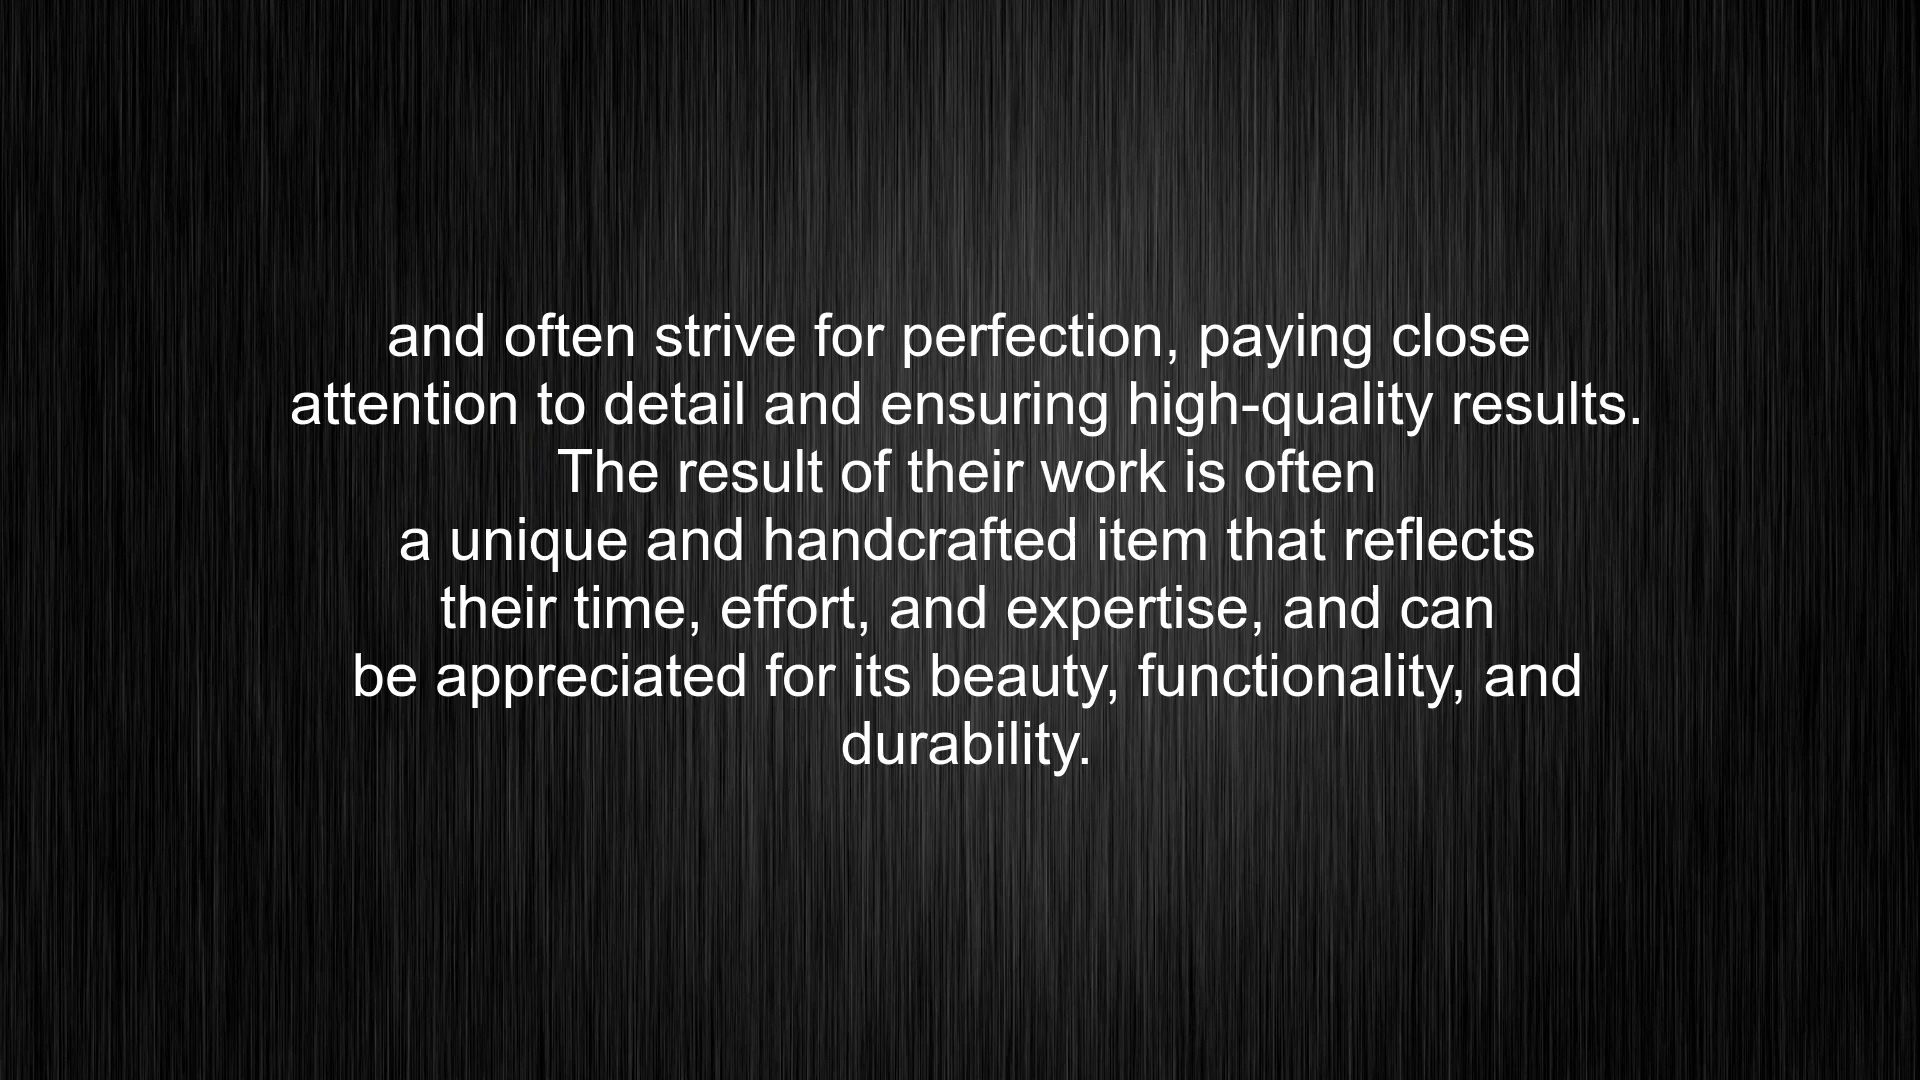 and often strive for perfection, paying close
attention to detail and ensuring high-quality results.
The result of their work is often
a unique and handcrafted item that reflects
their time, effort, and expertise, and can
be appreciated for its beauty, functionality, and
durability.